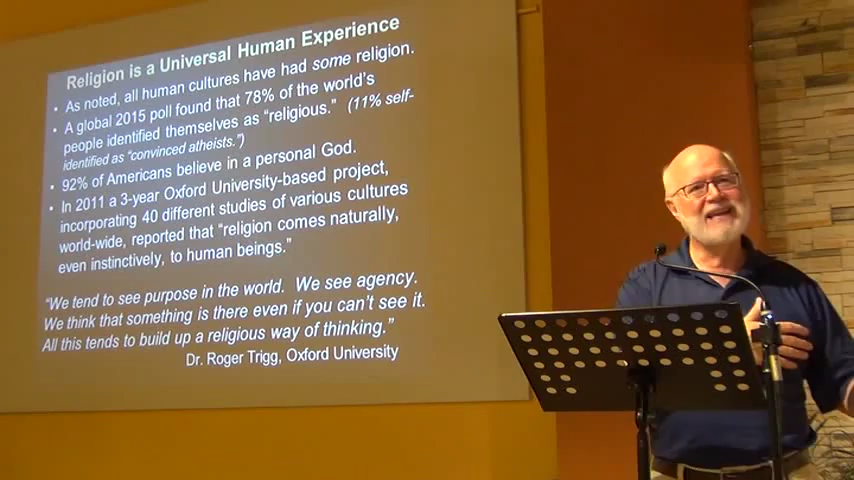 Religion is a Universal Human Experience
• As noted, all human cultures have had some religion.
• A global 2015 poll found that 78% of the world's
people identified themselves as "religious." (11% self-
identified as "convinced atheists.")
• 92% of Americans believe in a personal God.
• In 2011 a 3-year Oxford University-based project,
incorporating 40 different studies of various cultures
world-wide, reported that "religion comes naturally,
even instinctively, to human beings."
"We tend to see purpose in the world. We see agency.
We think that something is there even if you can't see it.
All this tends to build up a religious way of thinking."
Dr. Roger Trigg, Oxford University